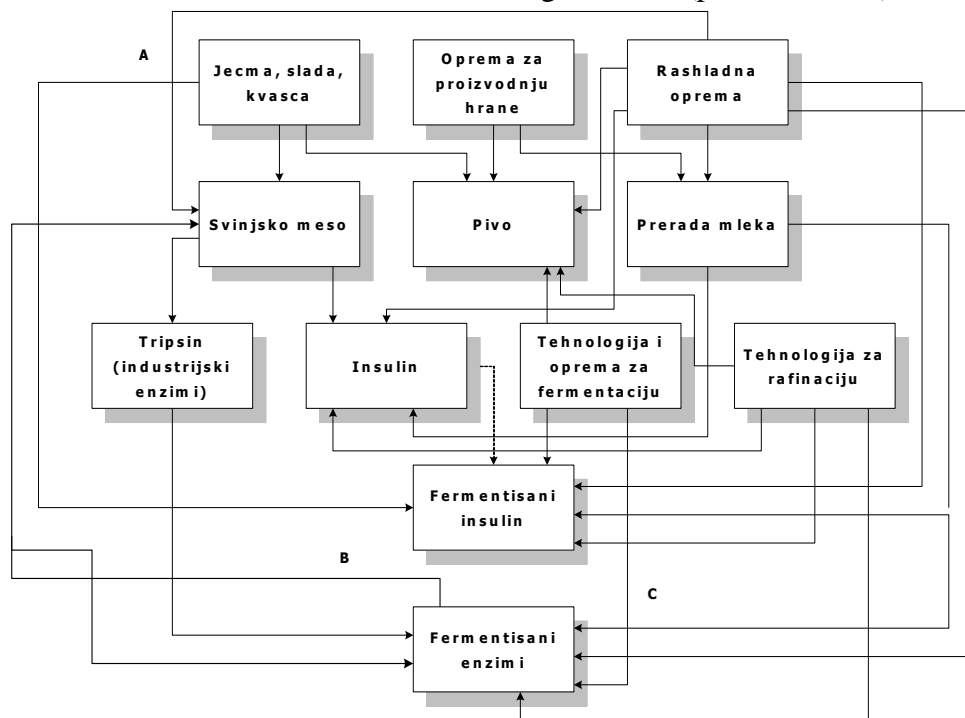 A
Jecma, slada,
kvasca
Oprema za
proizvodnju
hrane
Rashladna
oprema
Svinjsko meso
Pivo
Prerada mleka
Tripsin
(industrijski
enzimi)
Insulin
Tehnologija i
oprema za
fermentaciju
Tehnologija za
rafinaciju
Fermentisani
insulin
B
C
Fermentisani
enzimi